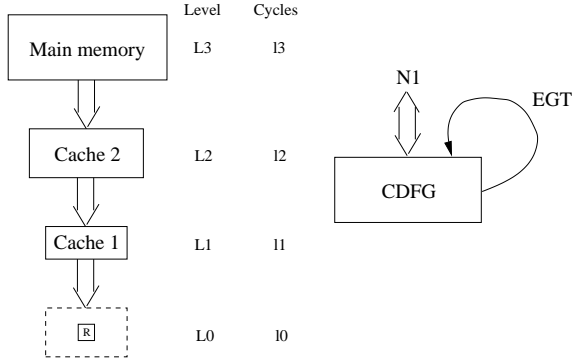 Level Cycles
Main memory L3 l3
N1
EGT
Cache 2 L2 l2
CDFG
Cache 1 L1 l1
R L0 l0